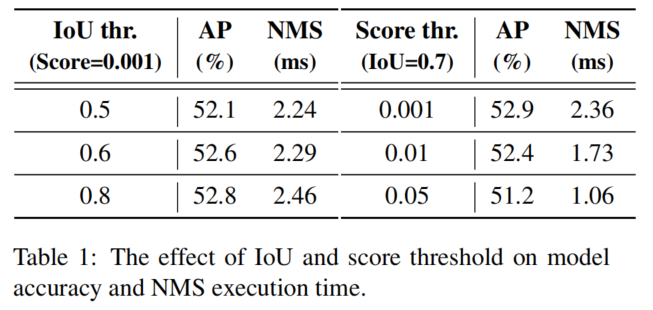 IoU thr. AP NMS Score thr. AP NMS
(Score=0.001) (%) (ms) (IoU=0.7) (%) (ms)
0.5 52.1 2.24 0.001 52.9 2.36
0.6 52.6 2.29 0.01 52.4 1.73
0.8 52.8 2.46 0.05 51.2 1.06
Table 1: The effect of IoU and score threshold on model
accuracy and NMS execution time.